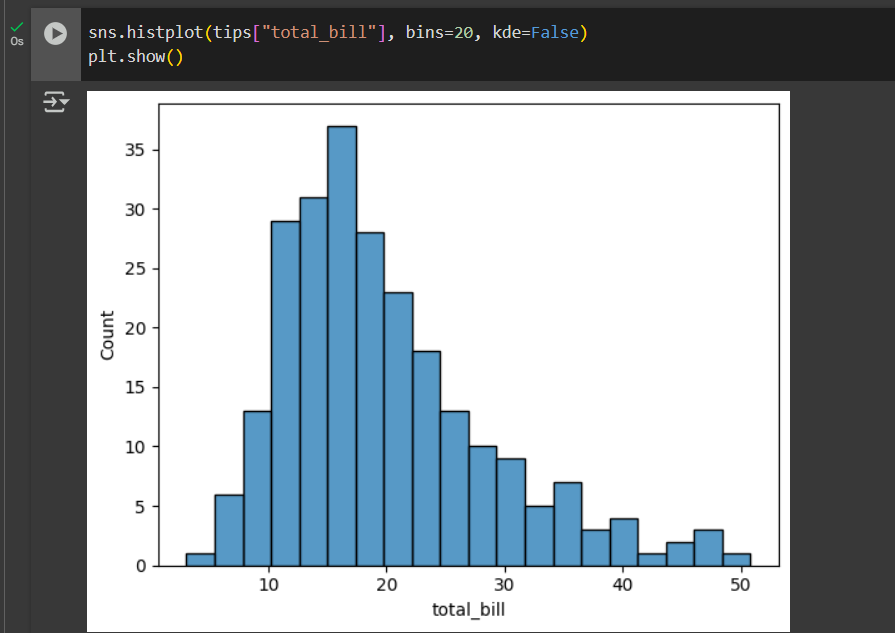 sns.histplot(tips["total_bill"], bins=20, kde=False)
0s
plt.show()
35
30
25
20
15
10
5
0
Count
10 20 30 40 50
total_bill